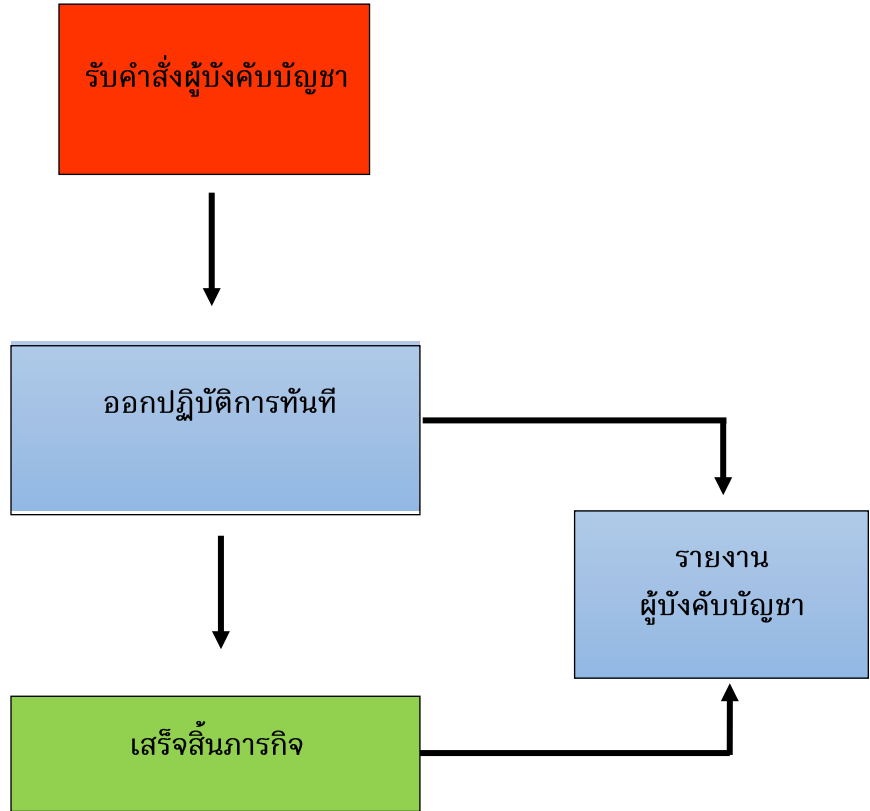 รับคำสั่งผู้บังคับบัญชา
ออกปฏิบัติการทันที
รายงาน
ผู้บังคับบัญชา
เสร็จสิ้นภารกิจ